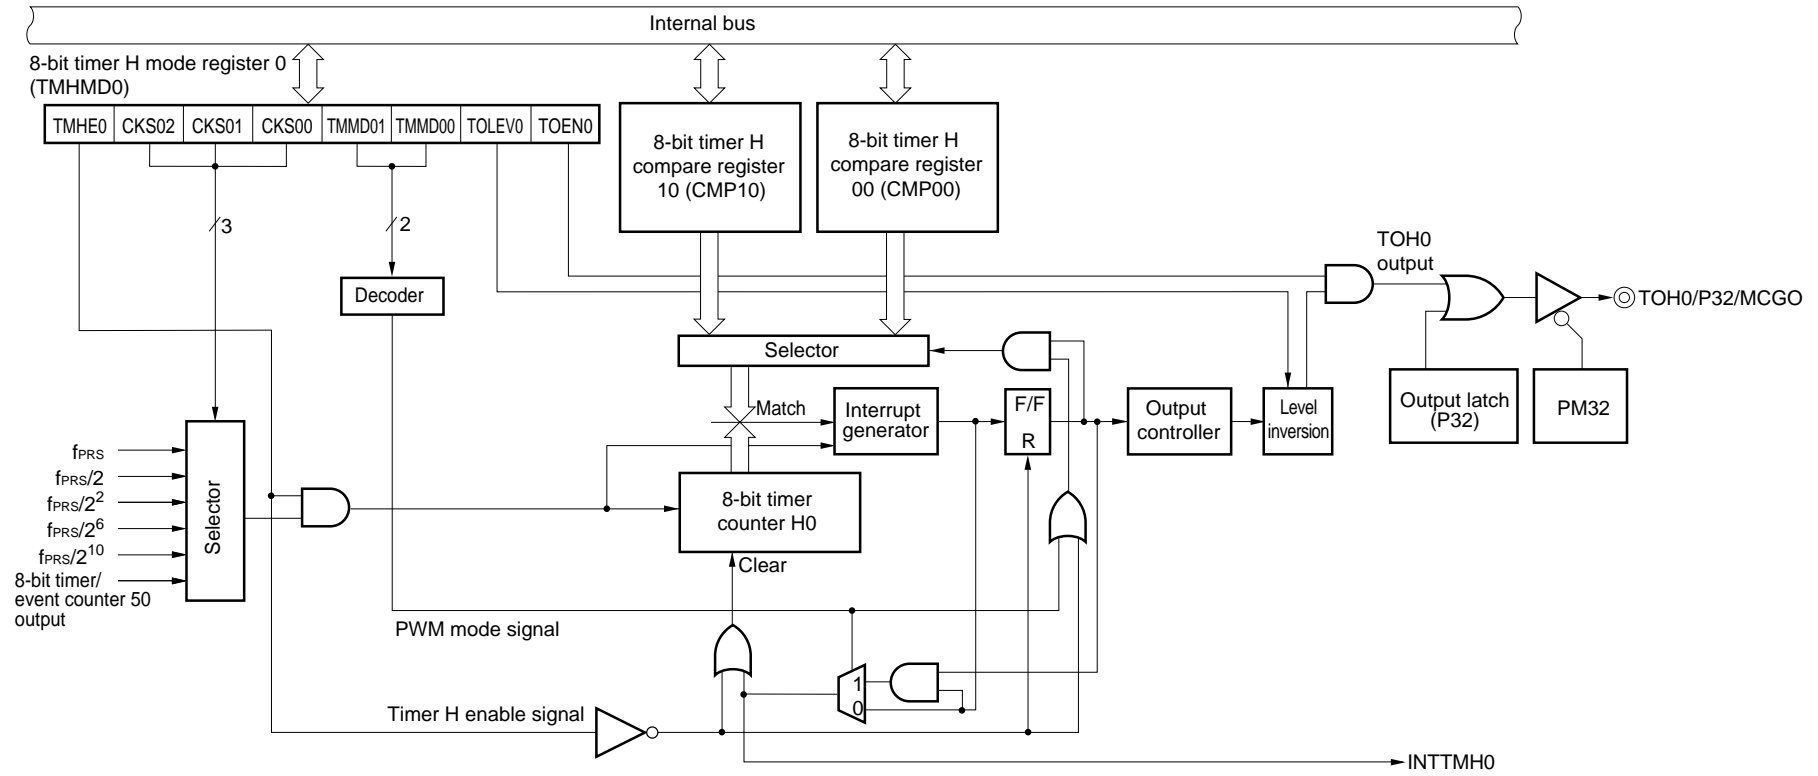 Internal bus
8-bit timer H mode register 0
(TMHMD0)
TMHE0 CKS02 CKS01 CKS00 TMMD01 TMMD00 TOLEV0 TOEN0
8-bit timer H
compare register
10 (CMP10)
8-bit timer H
compare register
00 (CMP00)
3
2
Decoder
TOH0
output
TOH0/P32/MCGO
Selector
Match
Interrupt
generator
F/F
R
Output
controller
Level
inversion
Output latch
(P32)
PM32
fPRS
fPRS/2
fPRS/2²
fPRS/2⁶
fPRS/2¹⁰
8-bit timer/
event counter 50
output
Selector
8-bit timer
counter H0
Clear
PWM mode signal
1
0
Timer H enable signal
INTTMH0